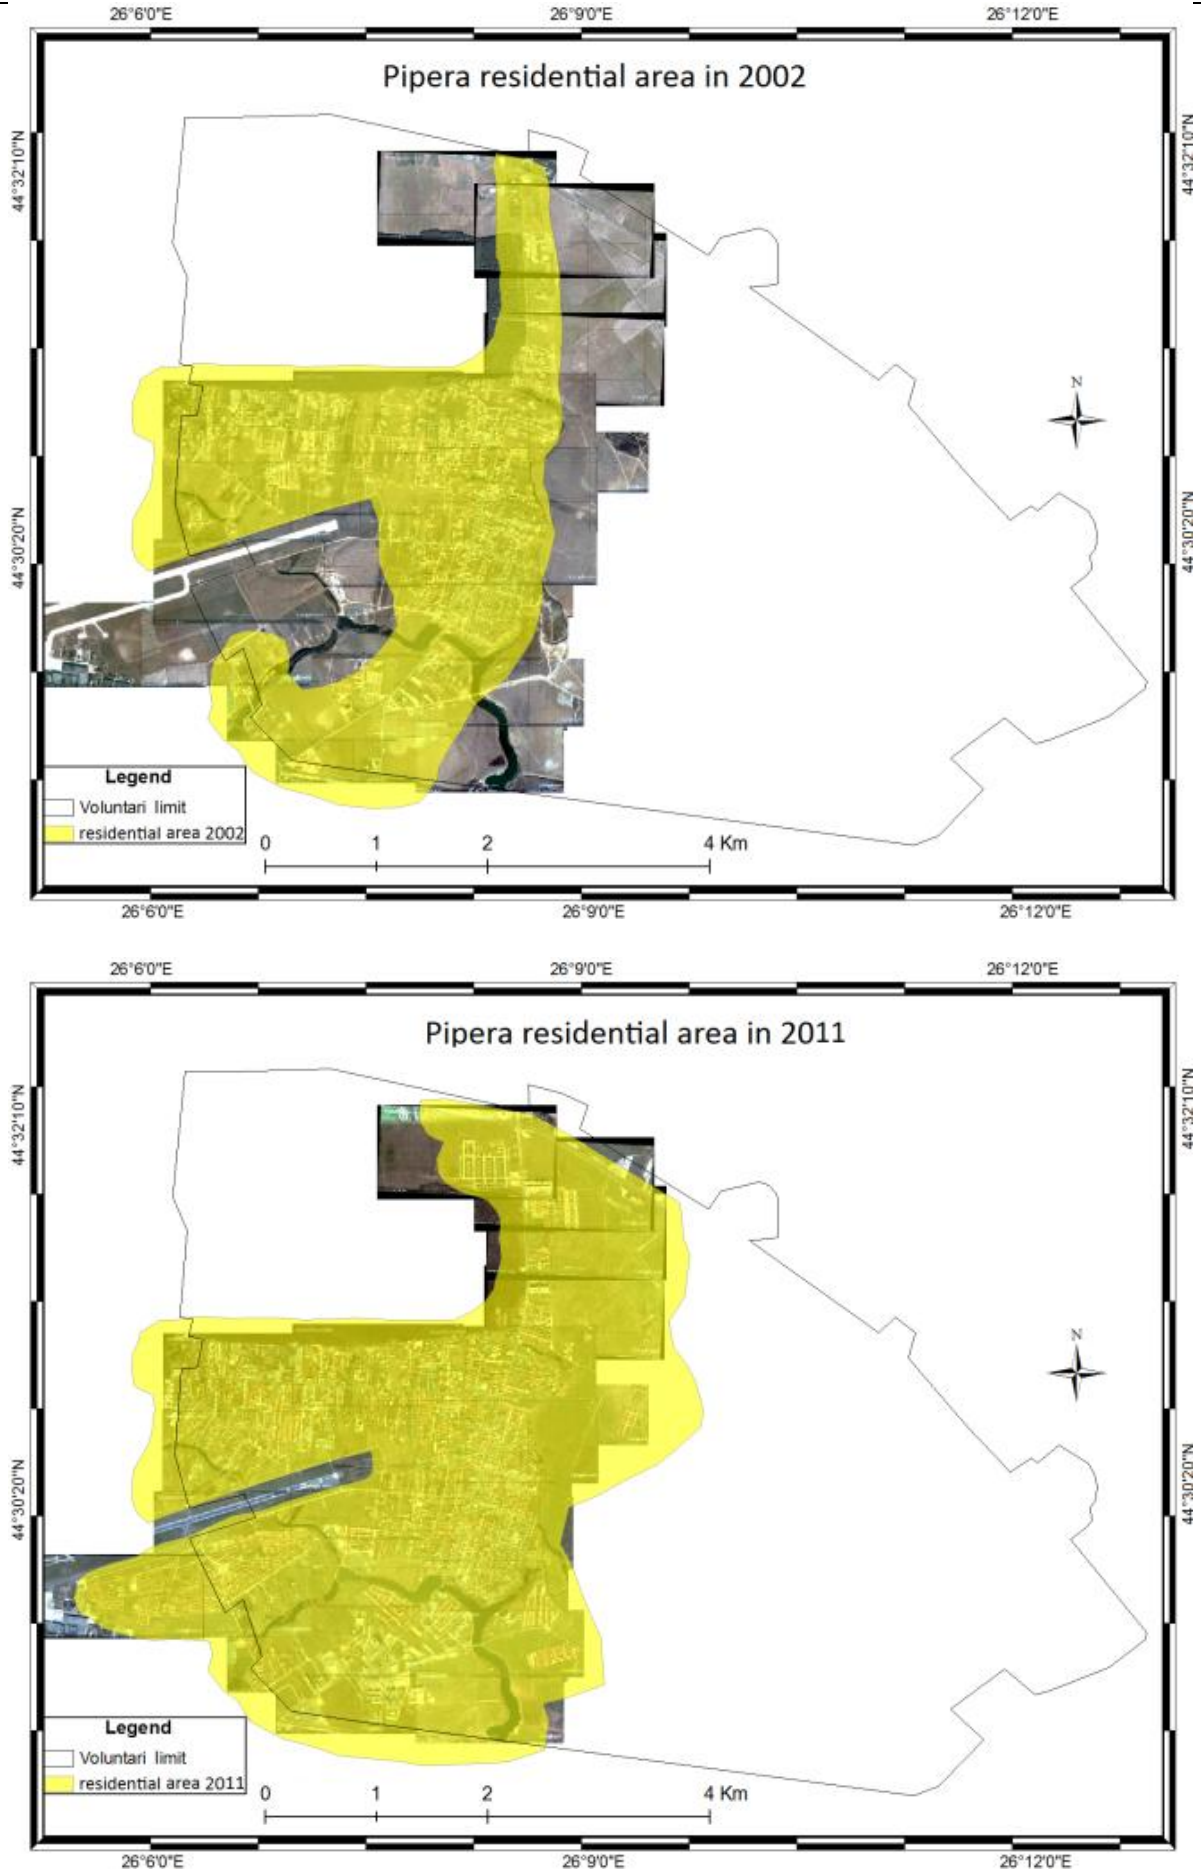 26°6'0"E 26°9'0"E 26°12'0"E
Pipera residential area in 2002
44°32'10"N 44°32'10"N
N
44°30'20"N 44°30'20"N
Legend
Voluntari limit
residential area 2002
0 1 2 4 Km
26°6'0"E 26°9'0"E 26°12'0"E
26°6'0"E 26°9'0"E 26°12'0"E
Pipera residential area in 2011
44°32'10"N 44°32'10"N
N
44°30'20"N 44°30'20"N
Legend
Voluntari limit
residential area 2011
0 1 2 4 Km
26°6'0"E 26°9'0"E 26°12'0"E